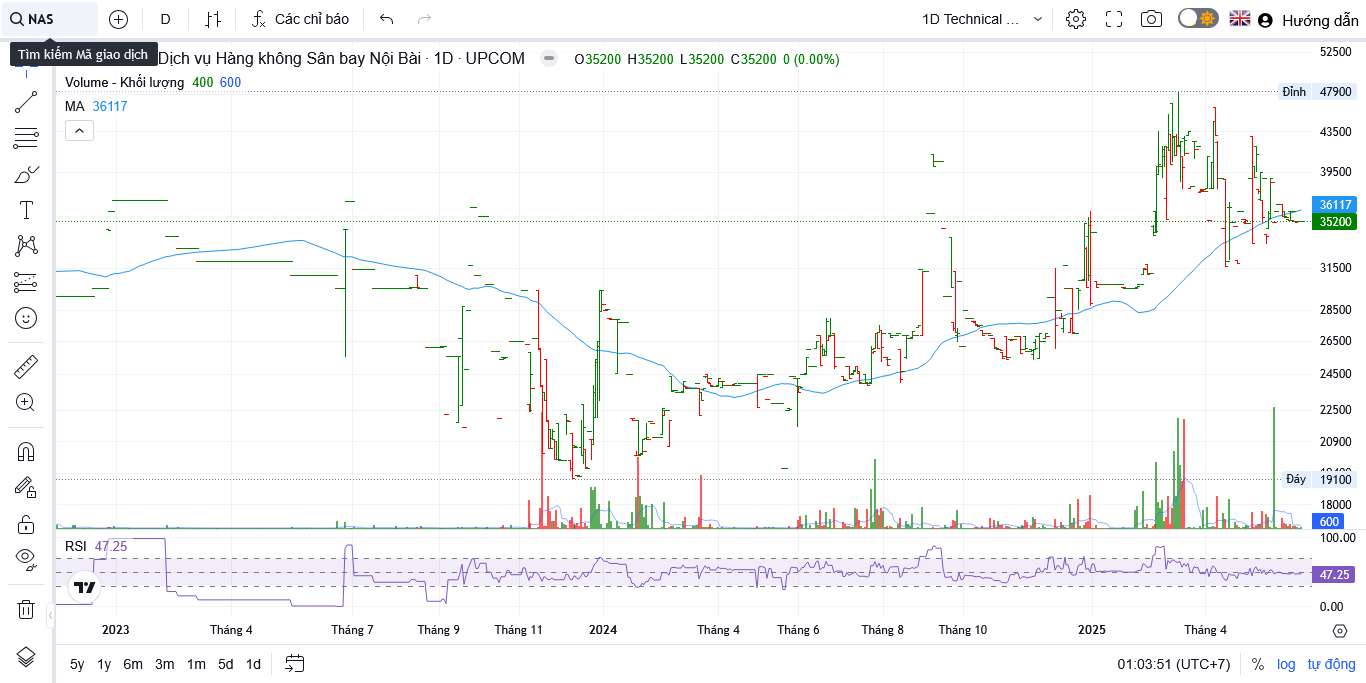 NAS D Các chỉ báo 1D Technical ... Hướng dẫn
Tìm kiếm Mã giao dịch
Dịch vụ Hàng không Sân bay Nội Bài · 1D · UPCOM O35200 H35200 L35200 C35200 0 (0.00%)
Volume - Khối lượng 400 600
MA 36117
52500
Đỉnh 47900
43500
39500
36117
35200
31500
28500
26500
24500
22500
20900
Đáy 19100
18000
600
RSI 47.25
100.00
47.25
0.00
2023 Tháng 4 Tháng 7 Tháng 9 Tháng 11 2024 Tháng 4 Tháng 6 Tháng 8 Tháng 10 2025 Tháng 4
5y 1y 6m 3m 1m 5d 1d 01:03:51 (UTC+7) % log tự động